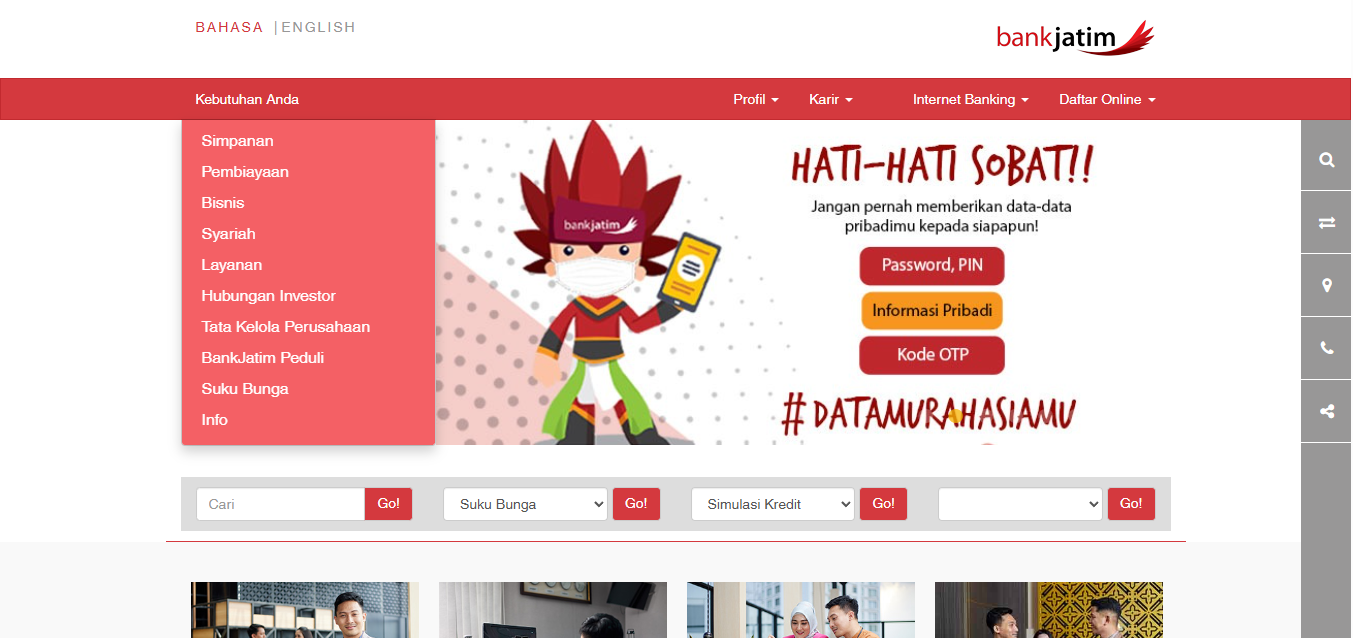 BAHASA | ENGLISH
bankjatim
Kebutuhan Anda
Profil
Karir
Internet Banking
Daftar Online
Simpanan
Pembiayaan
Bisnis
Syariah
Layanan
Hubungan Investor
Tata Kelola Perusahaan
BankJatim Peduli
Suku Bunga
Info
bankjatim
HATI-HATI SOBAT!!
Jangan pernah memberikan data-data
pribadimu kepada siapapun!
Password, PIN
Informasi Pribadi
Kode OTP
#DATAMURAHASIAMU
Cari
Go!
Suku Bunga
Go!
Simulasi Kredit
Go!
Go!